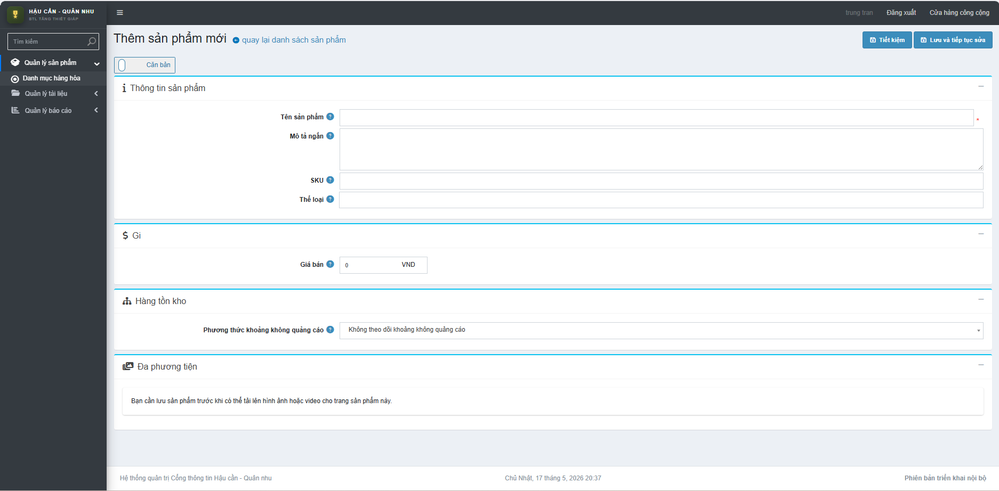 HẬU CẦN - QUÂN NHU
BTL TĂNG THIẾT GIÁP
trung tran
Đăng xuất
Cửa hàng công cộng
Tìm kiếm
Quản lý sản phẩm
Danh mục hàng hóa
Quản lý tài liệu
Quản lý báo cáo
Thêm sản phẩm mới
quay lại danh sách sản phẩm
Tiết kiệm
Lưu và tiếp tục sửa
Căn bản
Thông tin sản phẩm
Tên sản phẩm
*
Mô tả ngắn
SKU
Thể loại
Gi
Giá bán
0 VND
Hàng tồn kho
Phương thức khoảng không quảng cáo
Không theo dõi khoảng không quảng cáo
Đa phương tiện
Bạn cần lưu sản phẩm trước khi có thể tải lên hình ảnh hoặc video cho trang sản phẩm này.
Hệ thống quản trị Cổng thông tin Hậu cần - Quân nhu
Chủ Nhật, 17 tháng 5, 2026 20:37
Phiên bản triển khai nội bộ